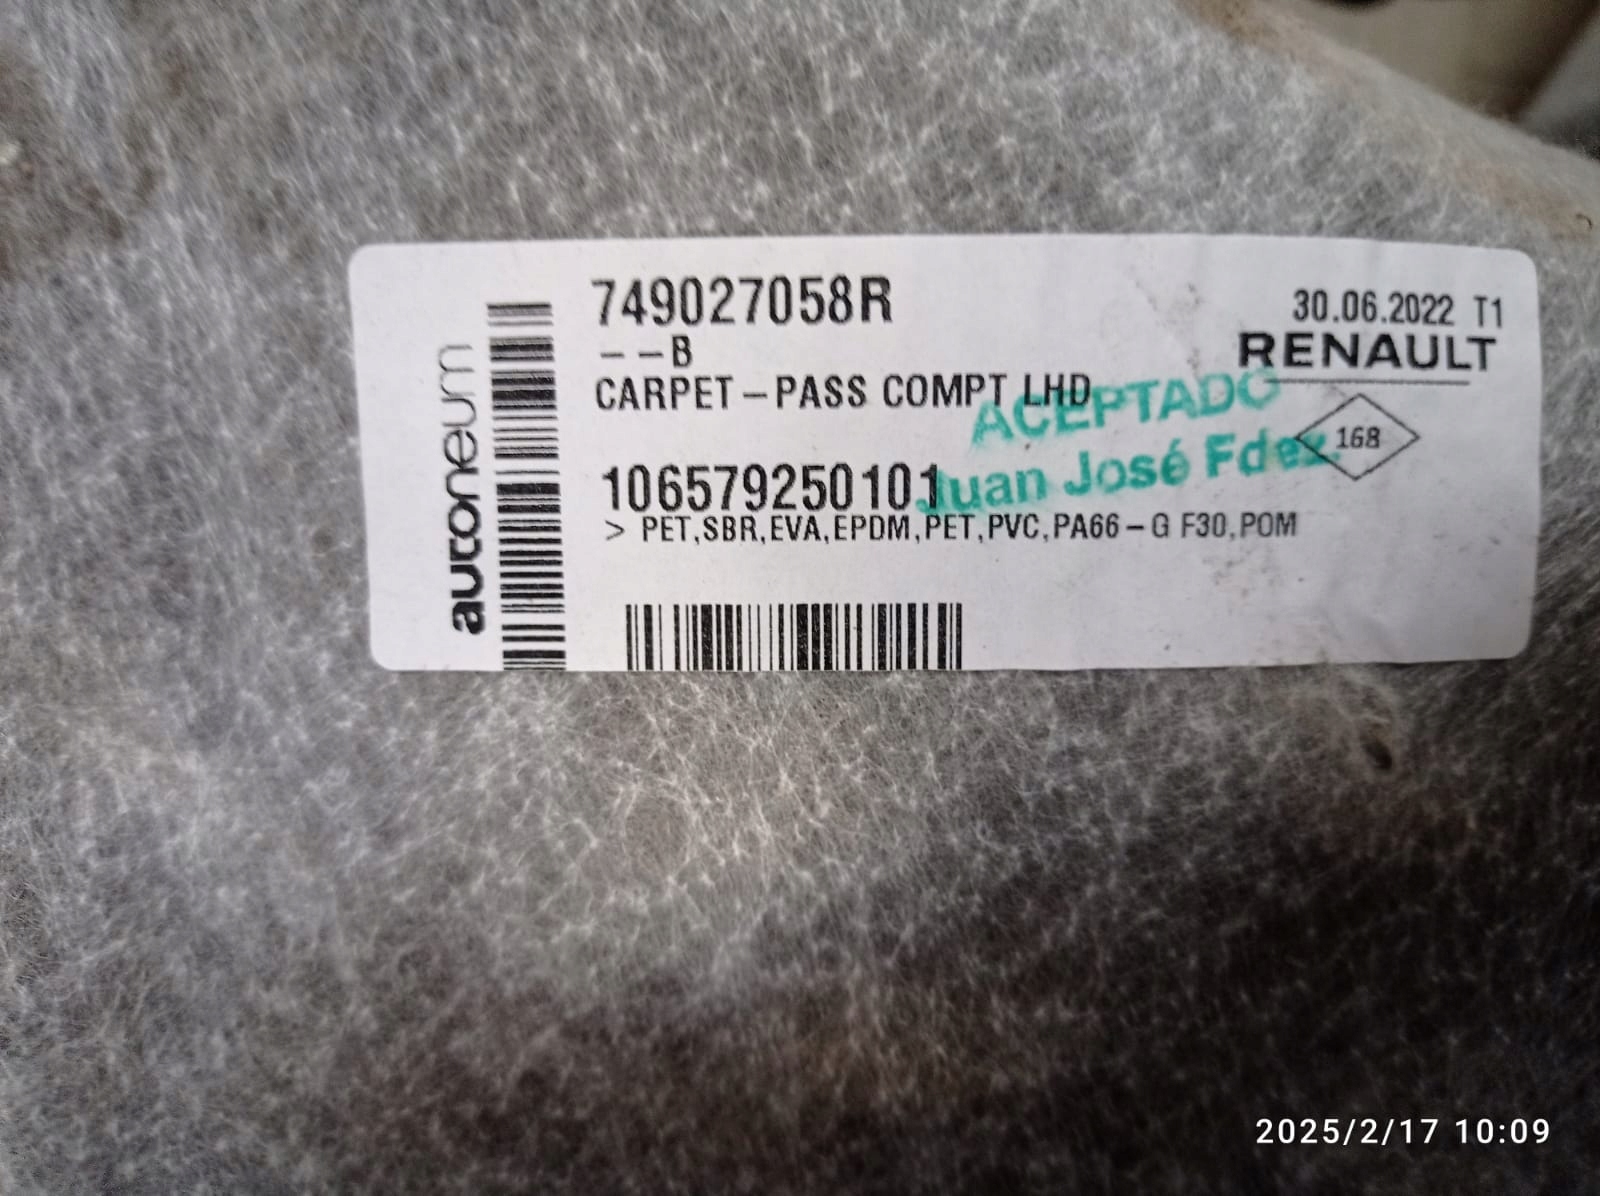 autoneum
749027058R
--B
CARPET-PASS COMPT LHD
30.06.2022 T1
RENAULT
168
ACEPTADO
Juan José Fdez.
106579250101
> PET,SBR,EVA,EPDM,PET,PVC,PA66-G F30,POM
2025/2/17 10:09